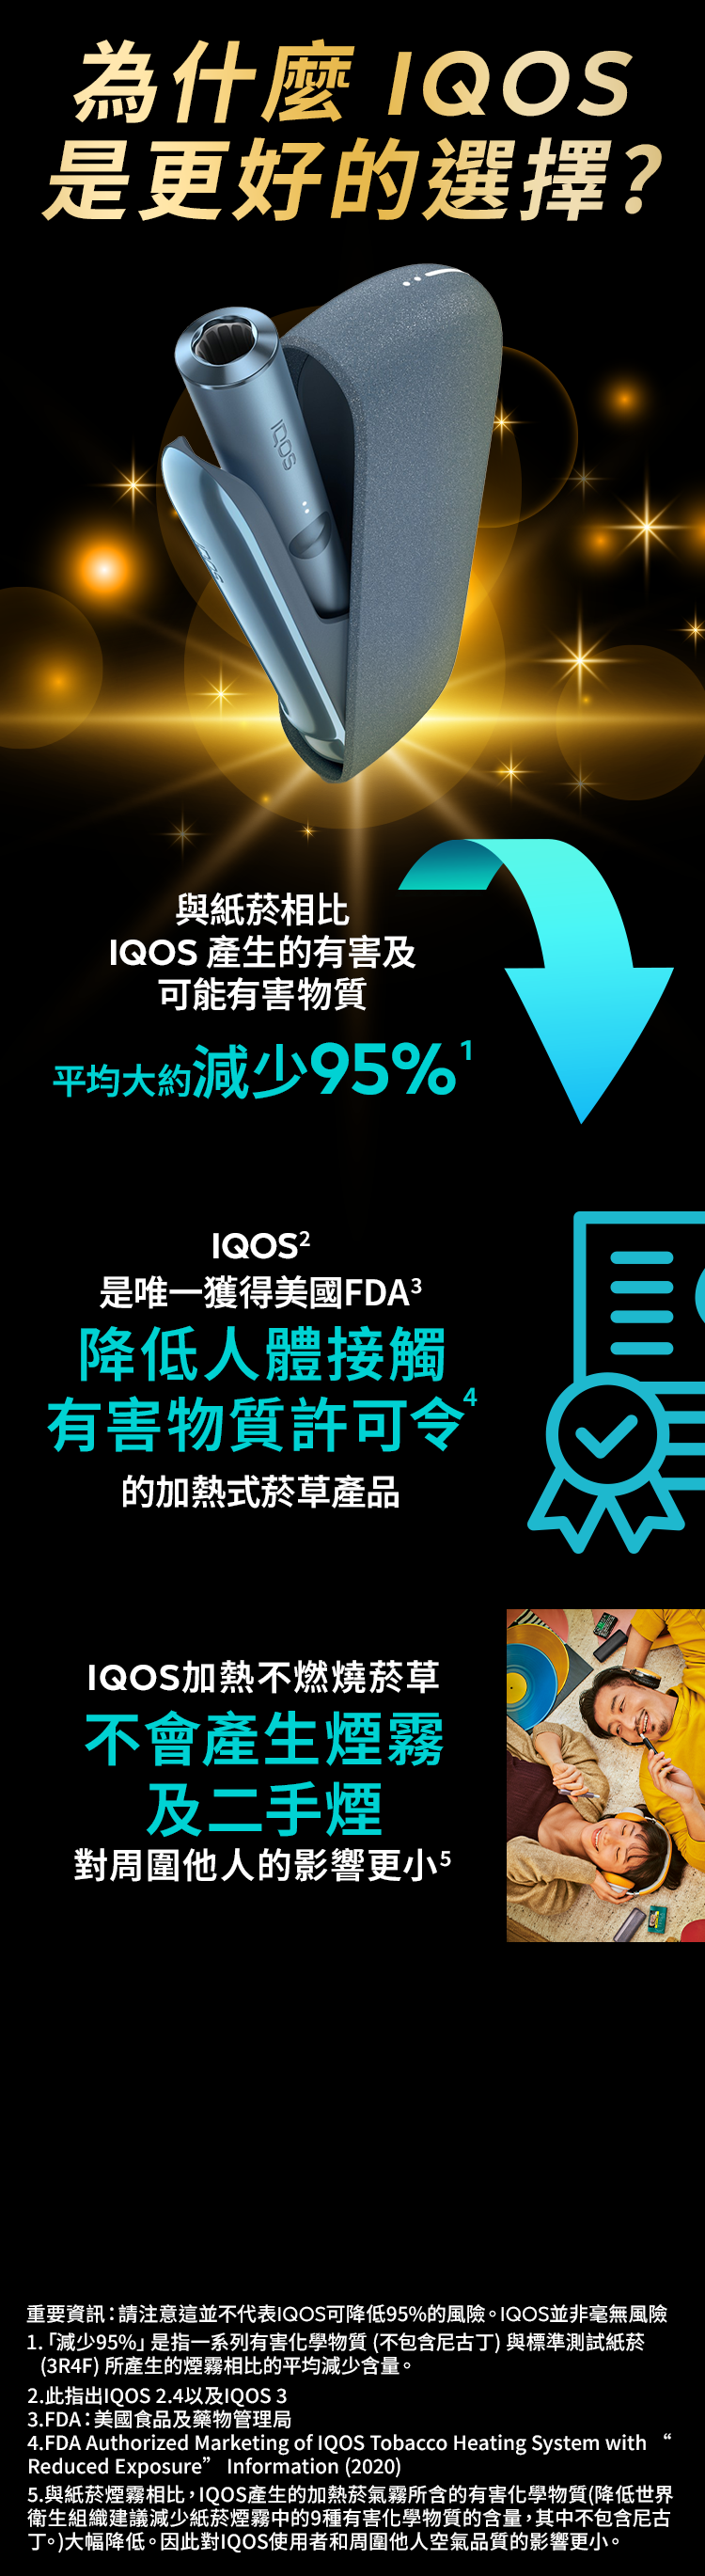 為什麼 IQOS
是更好的選擇?
IQOS
IQOS
與紙菸相比
IQOS 產生的有害及
可能有害物質
平均大約減少95%1
IQOS2
是唯一獲得美國FDA3
降低人體接觸
有害物質許可令4
的加熱式菸草產品
IQOS加熱不燃燒菸草
不會產生煙霧
及二手煙
對周圍他人的影響更小5
重要資訊：請注意這並不代表IQOS可降低95%的風險。IQOS並非毫無風險
1.「減少95%」是指一系列有害化學物質 (不包含尼古丁) 與標準測試紙菸
(3R4F) 所產生的煙霧相比的平均減少含量。
2.此指出IQOS 2.4以及IQOS 3
3.FDA：美國食品及藥物管理局
4.FDA Authorized Marketing of IQOS Tobacco Heating System with “
Reduced Exposure” Information (2020)
5.與紙菸煙霧相比，IQOS產生的加熱菸氣霧所含的有害化學物質(降低世界
衛生組織建議減少紙菸煙霧中的9種有害化學物質的含量，其中不包含尼古
丁。)大幅降低。因此對IQOS使用者和周圍他人空氣品質的影響更小。